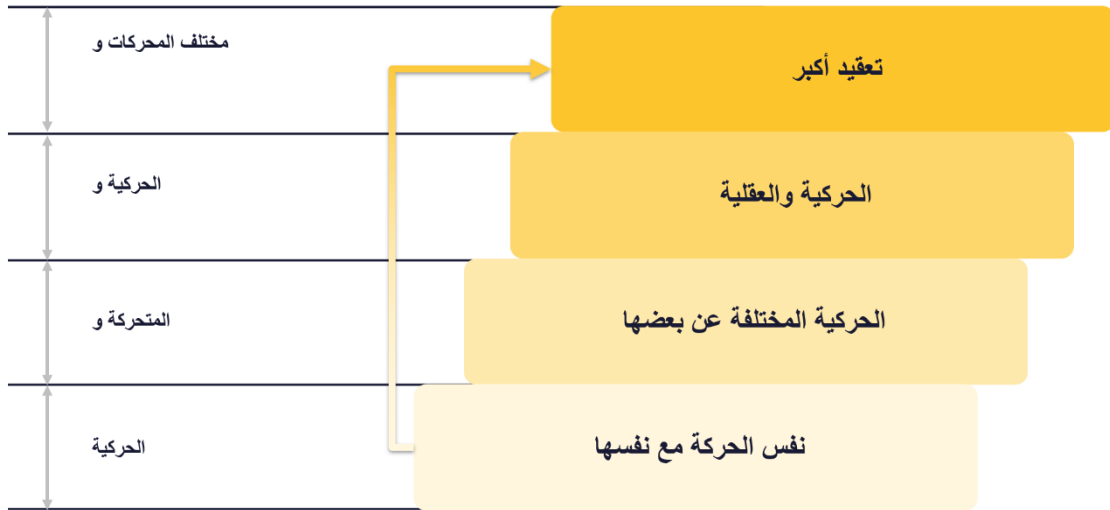 تعقيد أكبر
مختلف المحركات و
الحركية والعقلية
الحركية و
الحركية المختلفة عن بعضها
المتحركة و
نفس الحركة مع نفسها
الحركية